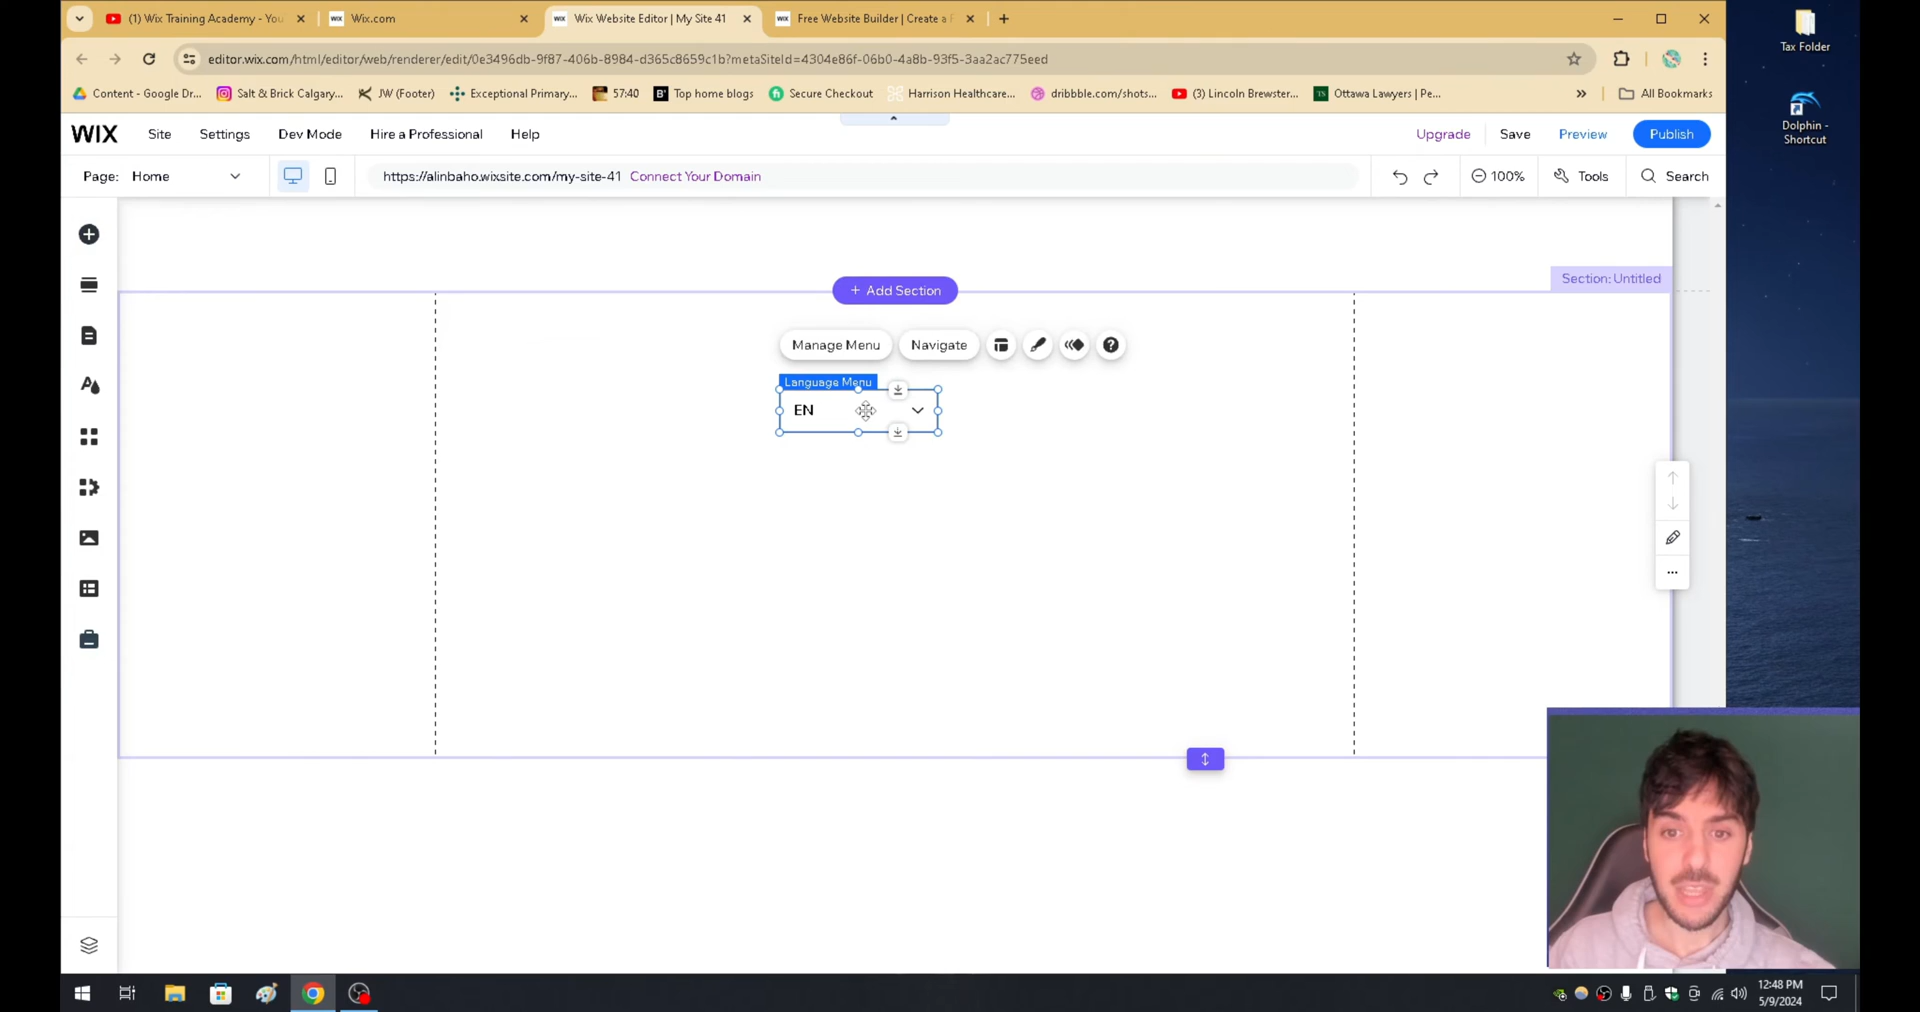 (1) Wix Training Academy - You
WIX Wix.com
WIX Wix Website Editor | My Site 41
WIX Free Website Builder | Create a F
Tax Folder
editor.wix.com/html/editor/web/renderer/edit/0e3496db-9f87-406b-8984-d365c8659c1b?metaSiteId=4304e86f-06b0-4a8b-93f5-3aa2ac775eed
Content - Google Dr...
Salt & Brick Calgary...
JW (Footer)
Exceptional Primary...
57:40
Top home blogs
Secure Checkout
Harrison Healthcare...
dribbble.com/shots...
(3) Lincoln Brewster...
Ottawa Lawyers | Pe...
All Bookmarks
Dolphin -
Shortcut
WIX Site Settings Dev Mode Hire a Professional Help Upgrade Save Preview Publish
Page: Home https://alinbaho.wixsite.com/my-site-41 Connect Your Domain 100% Tools Search
Section: Untitled
+ Add Section
Manage Menu Navigate ?
Language Menu
EN
12:48 PM
5/9/2024